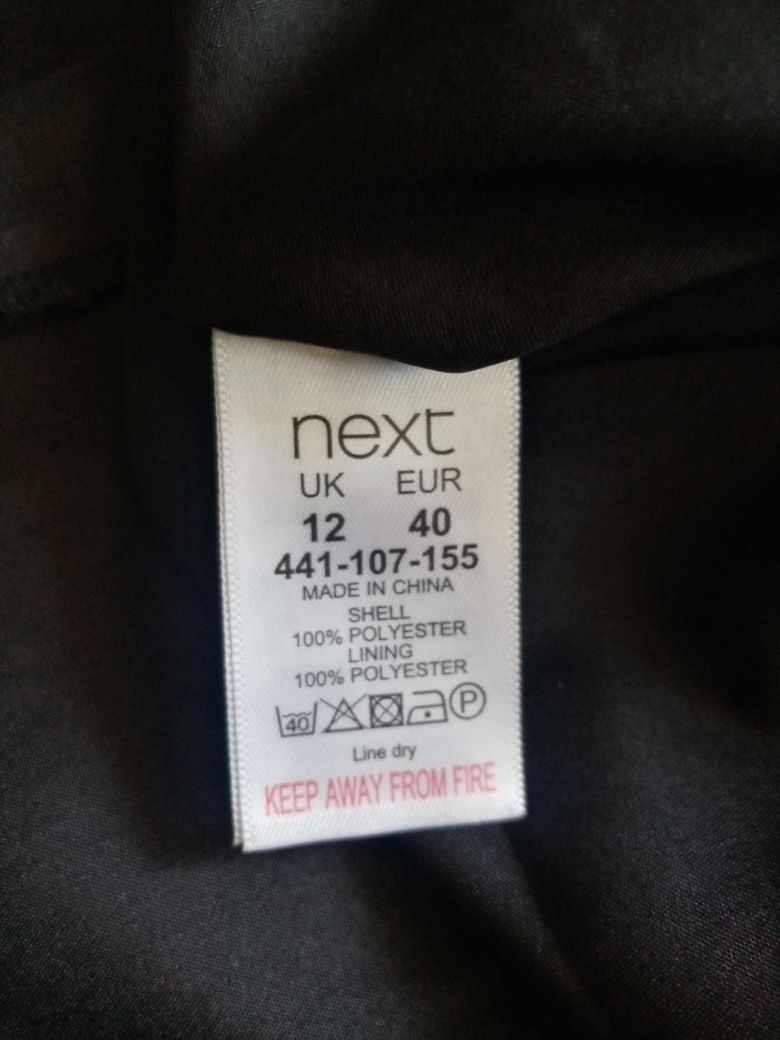 next
UK EUR
12 40
441-107-155
MADE IN CHINA
SHELL
100% POLYESTER
LINING
100% POLYESTER
40 P
Line dry
KEEP AWAY FROM FIRE